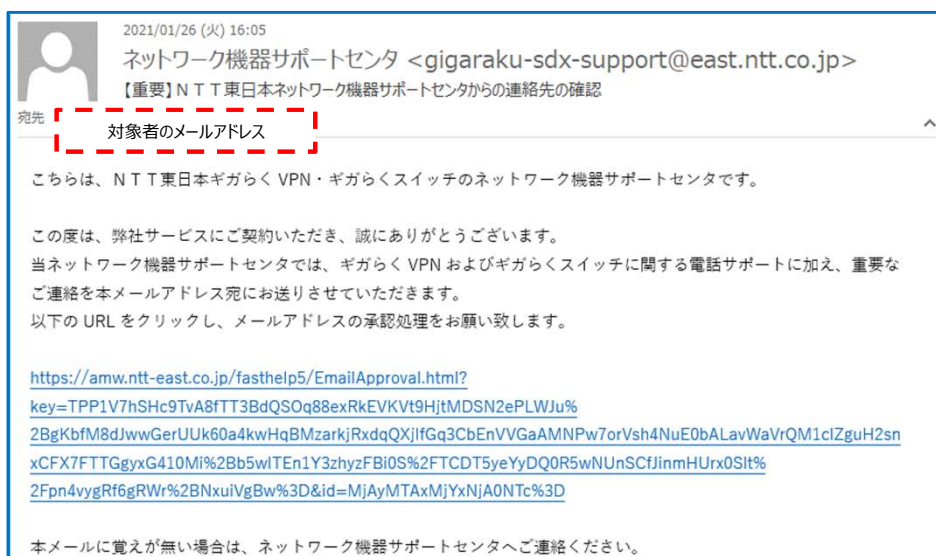 2021/01/26 (火) 16:05
ネットワーク機器サポートセンタ <gigaraku-sdx-support@east.ntt.co.jp>
【重要】ＮＴＴ東日本ネットワーク機器サポートセンタからの連絡先の確認
宛先
対象者のメールアドレス
こちらは、ＮＴＴ東日本ギガらく VPN・ギガらくスイッチのネットワーク機器サポートセンタです。
この度は、弊社サービスにご契約いただき、誠にありがとうございます。
当ネットワーク機器サポートセンタでは、ギガらく VPN およびギガらくスイッチに関する電話サポートに加え、重要な
ご連絡を本メールアドレス宛にお送りさせていただきます。
以下の URL をクリックし、メールアドレスの承認処理をお願い致します。
https://amw.ntt-east.co.jp/fasthelp5/EmailApproval.html?
key=TPP1V7hSHc9TvA8fTT3BdQSOq88exRkEVKVt9HjtMDSN2ePLWJu%
2BgKbfM8dJwwGerUUk60a4kwHqBMzarkjRxdqQXjlfGq3CbEnVVGaAMNPw7orVsh4NuE0bALavWaVrQM1clZguH2sn
xCFX7FTTGgyxG410Mi%2Bb5wlTEn1Y3zhyzFBi0S%2FTCDT5yeYyDQ0R5wNUnSCfJinmHUrx0Slt%
2Fpn4vygRf6gRWr%2BNxuiVgBw%3D&id=MjAyMTAxMjYxNjA0NTc%3D
本メールに覚えが無い場合は、ネットワーク機器サポートセンタへご連絡ください。